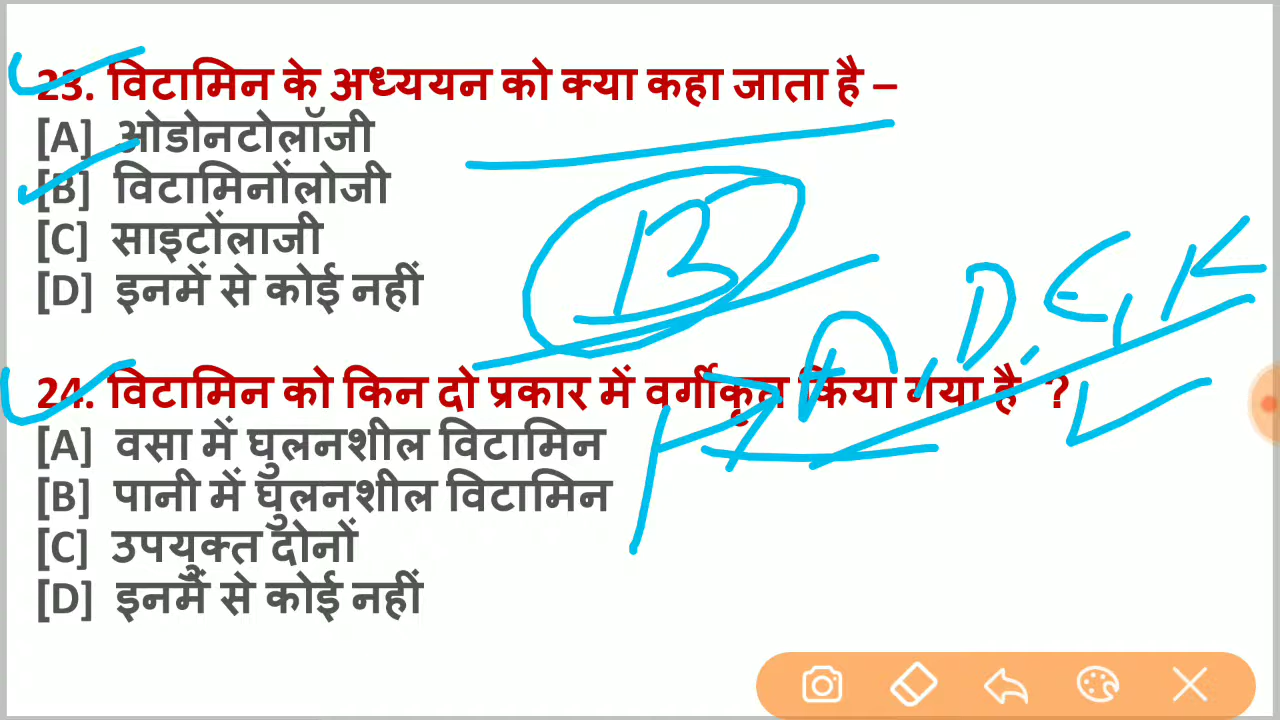 23. विटामिन के अध्ययन को क्या कहा जाता है –
[A] ओडोनटोलॉजी
[B] विटामिनोंलोजी
[C] साइटोंलाजी
[D] इनमें से कोई नहीं
B
A, D, E, K
24. विटामिन को किन दो प्रकार में वर्गीकृत किया गया है ?
[A] वसा में घुलनशील विटामिन
[B] पानी में घुलनशील विटामिन
[C] उपयुक्त दोनों
[D] इनमें से कोई नहीं